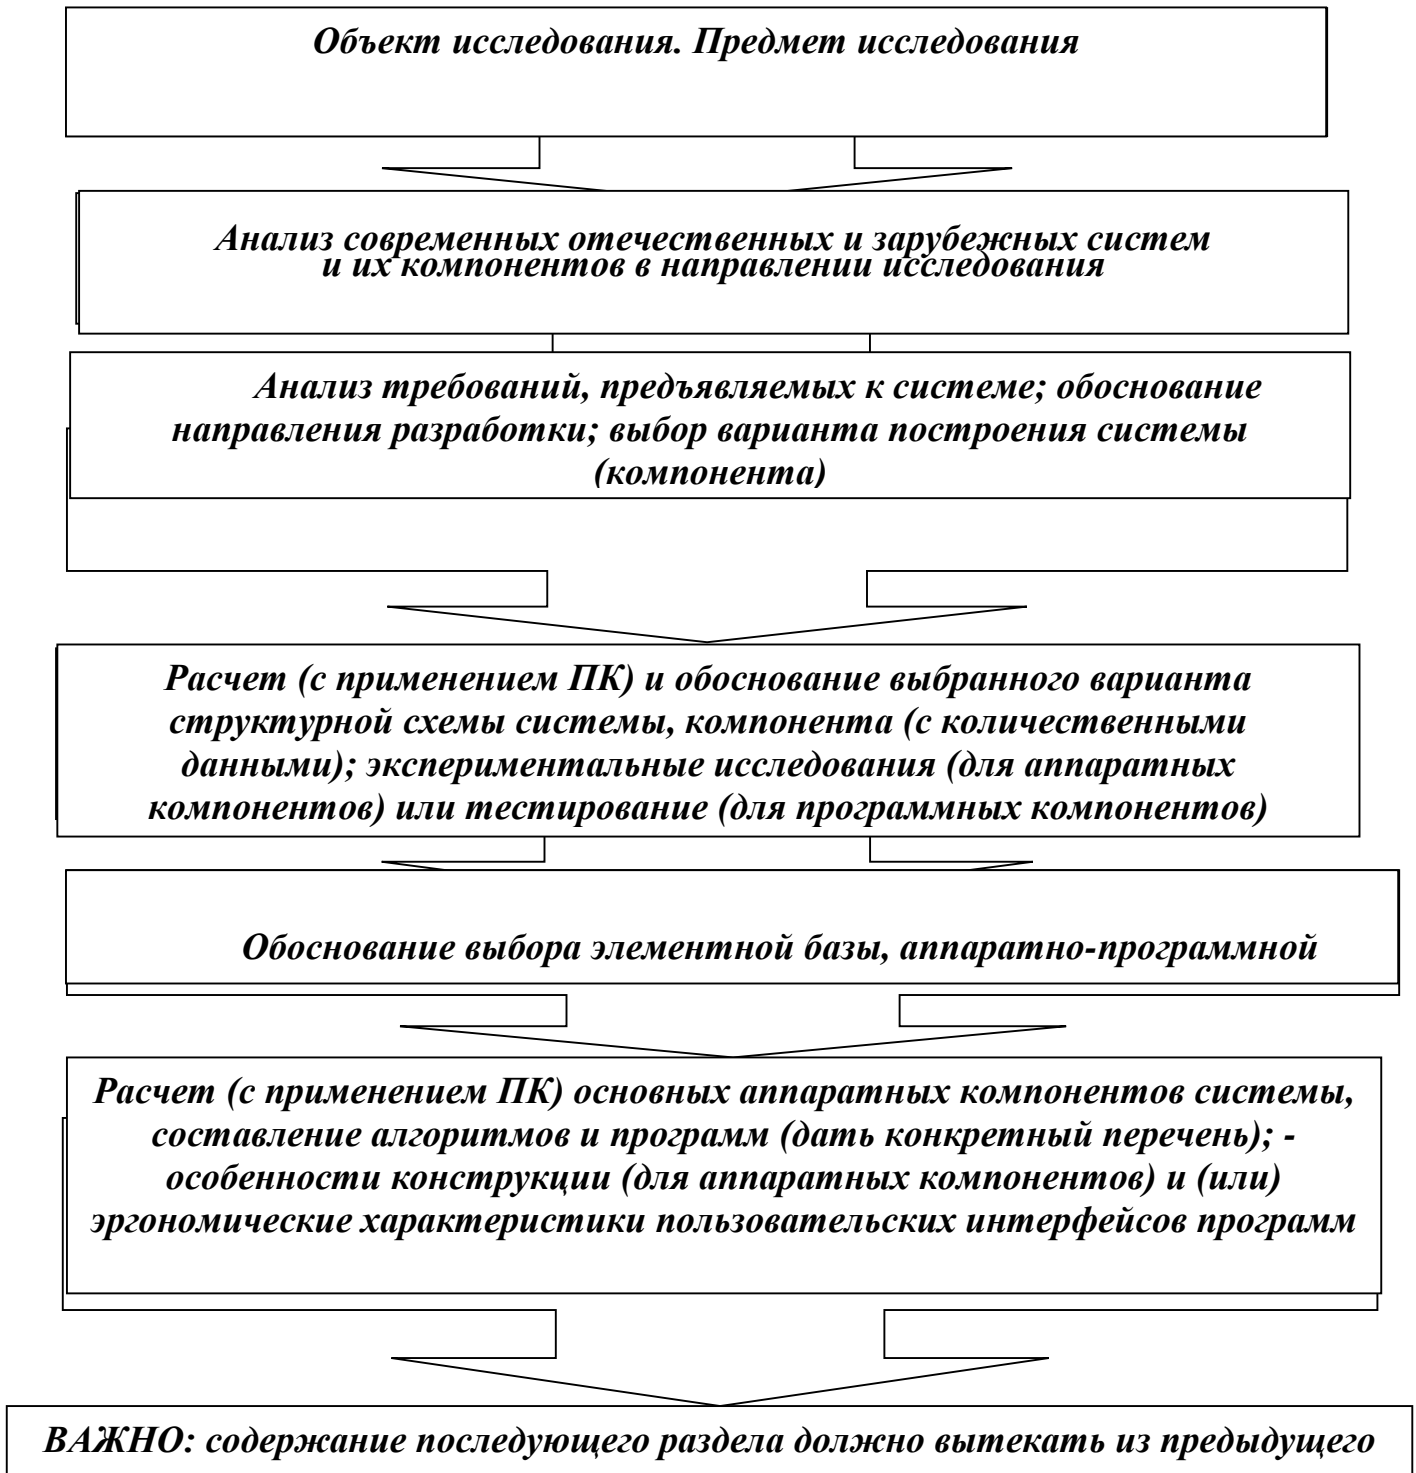 Объект исследования. Предмет исследования
Анализ современных отечественных и зарубежных систем
и их компонентов в направлении исследования
Анализ требований, предъявляемых к системе; обоснование
направления разработки; выбор варианта построения системы
(компонента)
Расчет (с применением ПК) и обоснование выбранного варианта
структурной схемы системы, компонента (с количественными
данными); экспериментальные исследования (для аппаратных
компонентов) или тестирование (для программных компонентов)
Обоснование выбора элементной базы, аппаратно-программной
Расчет (с применением ПК) основных аппаратных компонентов системы,
составление алгоритмов и программ (дать конкретный перечень); -
особенности конструкции (для аппаратных компонентов) и (или)
эргономические характеристики пользовательских интерфейсов программ
ВАЖНО: содержание последующего раздела должно вытекать из предыдущего